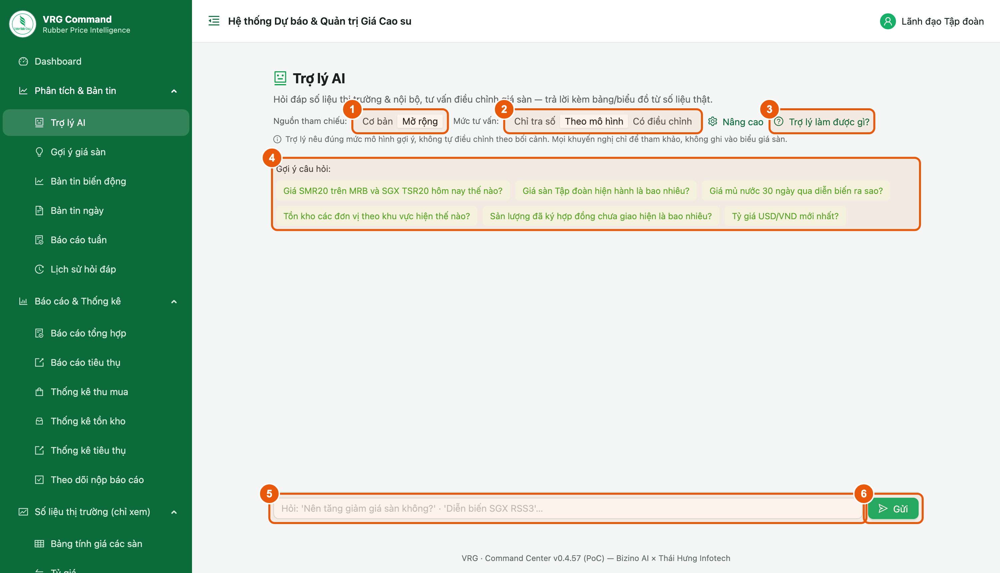 VRG Command
Rubber Price Intelligence
Dashboard
Phân tích & Bản tin
Trợ lý AI
Gợi ý giá sàn
Bản tin biến động
Bản tin ngày
Báo cáo tuần
Lịch sử hỏi đáp
Báo cáo & Thống kê
Báo cáo tổng hợp
Báo cáo tiêu thụ
Thống kê thu mua
Thống kê tồn kho
Thống kê tiêu thụ
Theo dõi nộp báo cáo
Số liệu thị trường (chỉ xem)
Bảng tính giá các sàn
Tỷ giá
Hệ thống Dự báo & Quản trị Giá Cao su
Lãnh đạo Tập đoàn
Trợ lý AI
Hỏi đáp số liệu thị trường & nội bộ, tư vấn điều chỉnh giá sàn — trả lời kèm bảng/biểu đồ từ số liệu thật.
1 2 3
Nguồn tham chiếu: Cơ bản Mở rộng Mức tư vấn: Chỉ tra số Theo mô hình Có điều chỉnh Nâng cao Trợ lý làm được gì?
Trợ lý nêu đúng mức mô hình gợi ý, không tự điều chỉnh theo bối cảnh. Mọi khuyến nghị chỉ để tham khảo, không ghi vào biểu giá sàn.
4
Gợi ý câu hỏi:
Giá SMR20 trên MRB và SGX TSR20 hôm nay thế nào? Giá sàn Tập đoàn hiện hành là bao nhiêu? Giá mủ nước 30 ngày qua diễn biến ra sao?
Tồn kho các đơn vị theo khu vực hiện thế nào? Sản lượng đã ký hợp đồng chưa giao hiện là bao nhiêu? Tỷ giá USD/VND mới nhất?
5 6
Hỏi: 'Nên tăng giảm giá sàn không?' · 'Diễn biến SGX RSS3'... Gửi
VRG · Command Center v0.4.57 (PoC) — Bizino AI × Thái Hưng Infotech